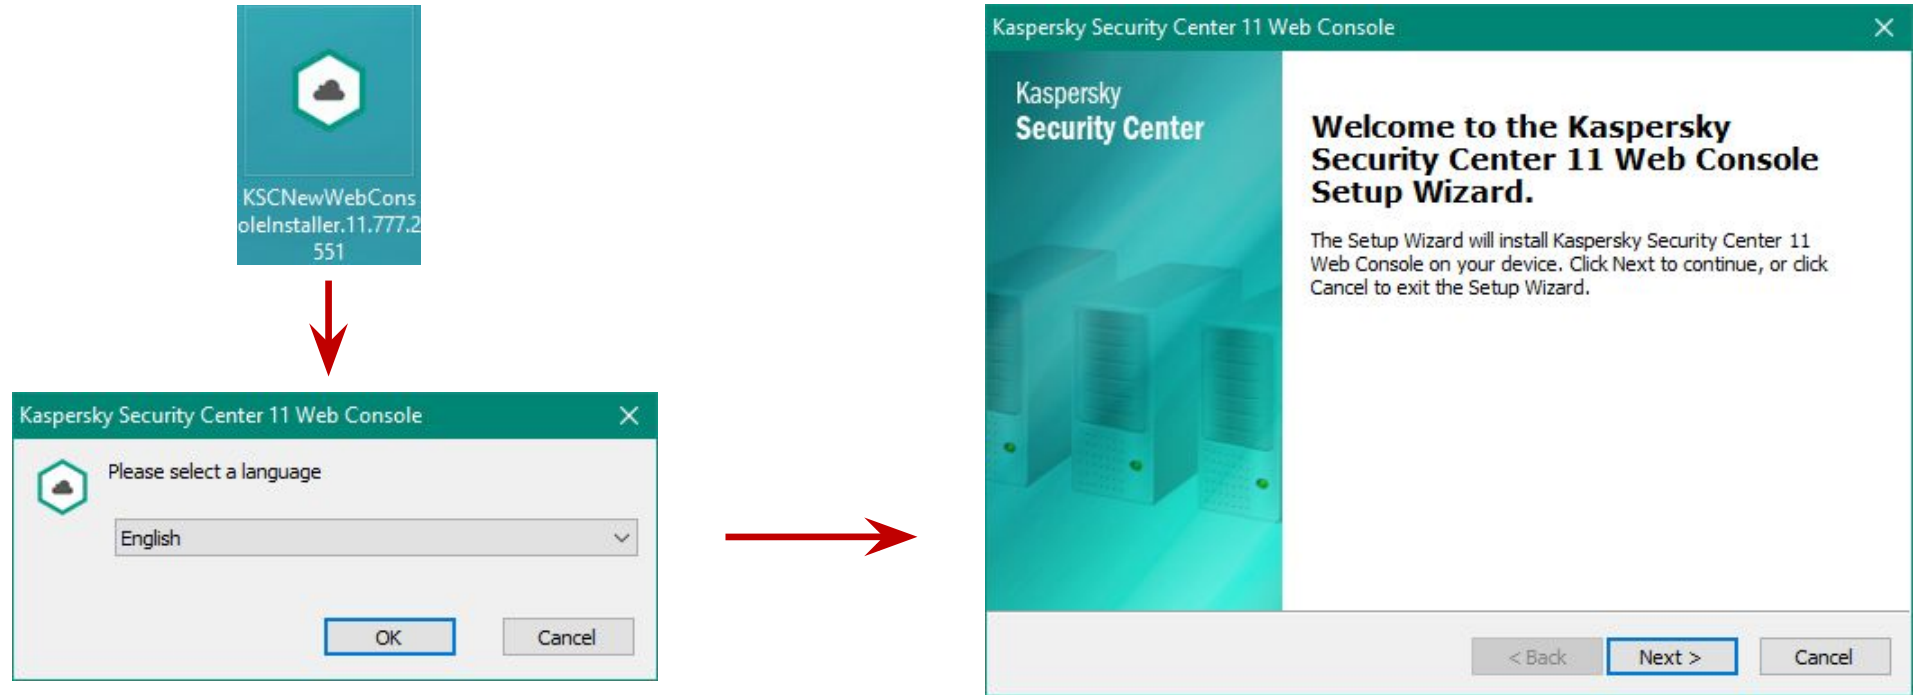 KSCNewWebCons
oleInstaller.11.777.2
551
Kaspersky Security Center 11 Web Console
Please select a language
English
OK
Cancel
Kaspersky Security Center 11 Web Console
Kaspersky
Security Center
Welcome to the Kaspersky
Security Center 11 Web Console
Setup Wizard.
The Setup Wizard will install Kaspersky Security Center 11
Web Console on your device. Click Next to continue, or click
Cancel to exit the Setup Wizard.
< Back
Next >
Cancel